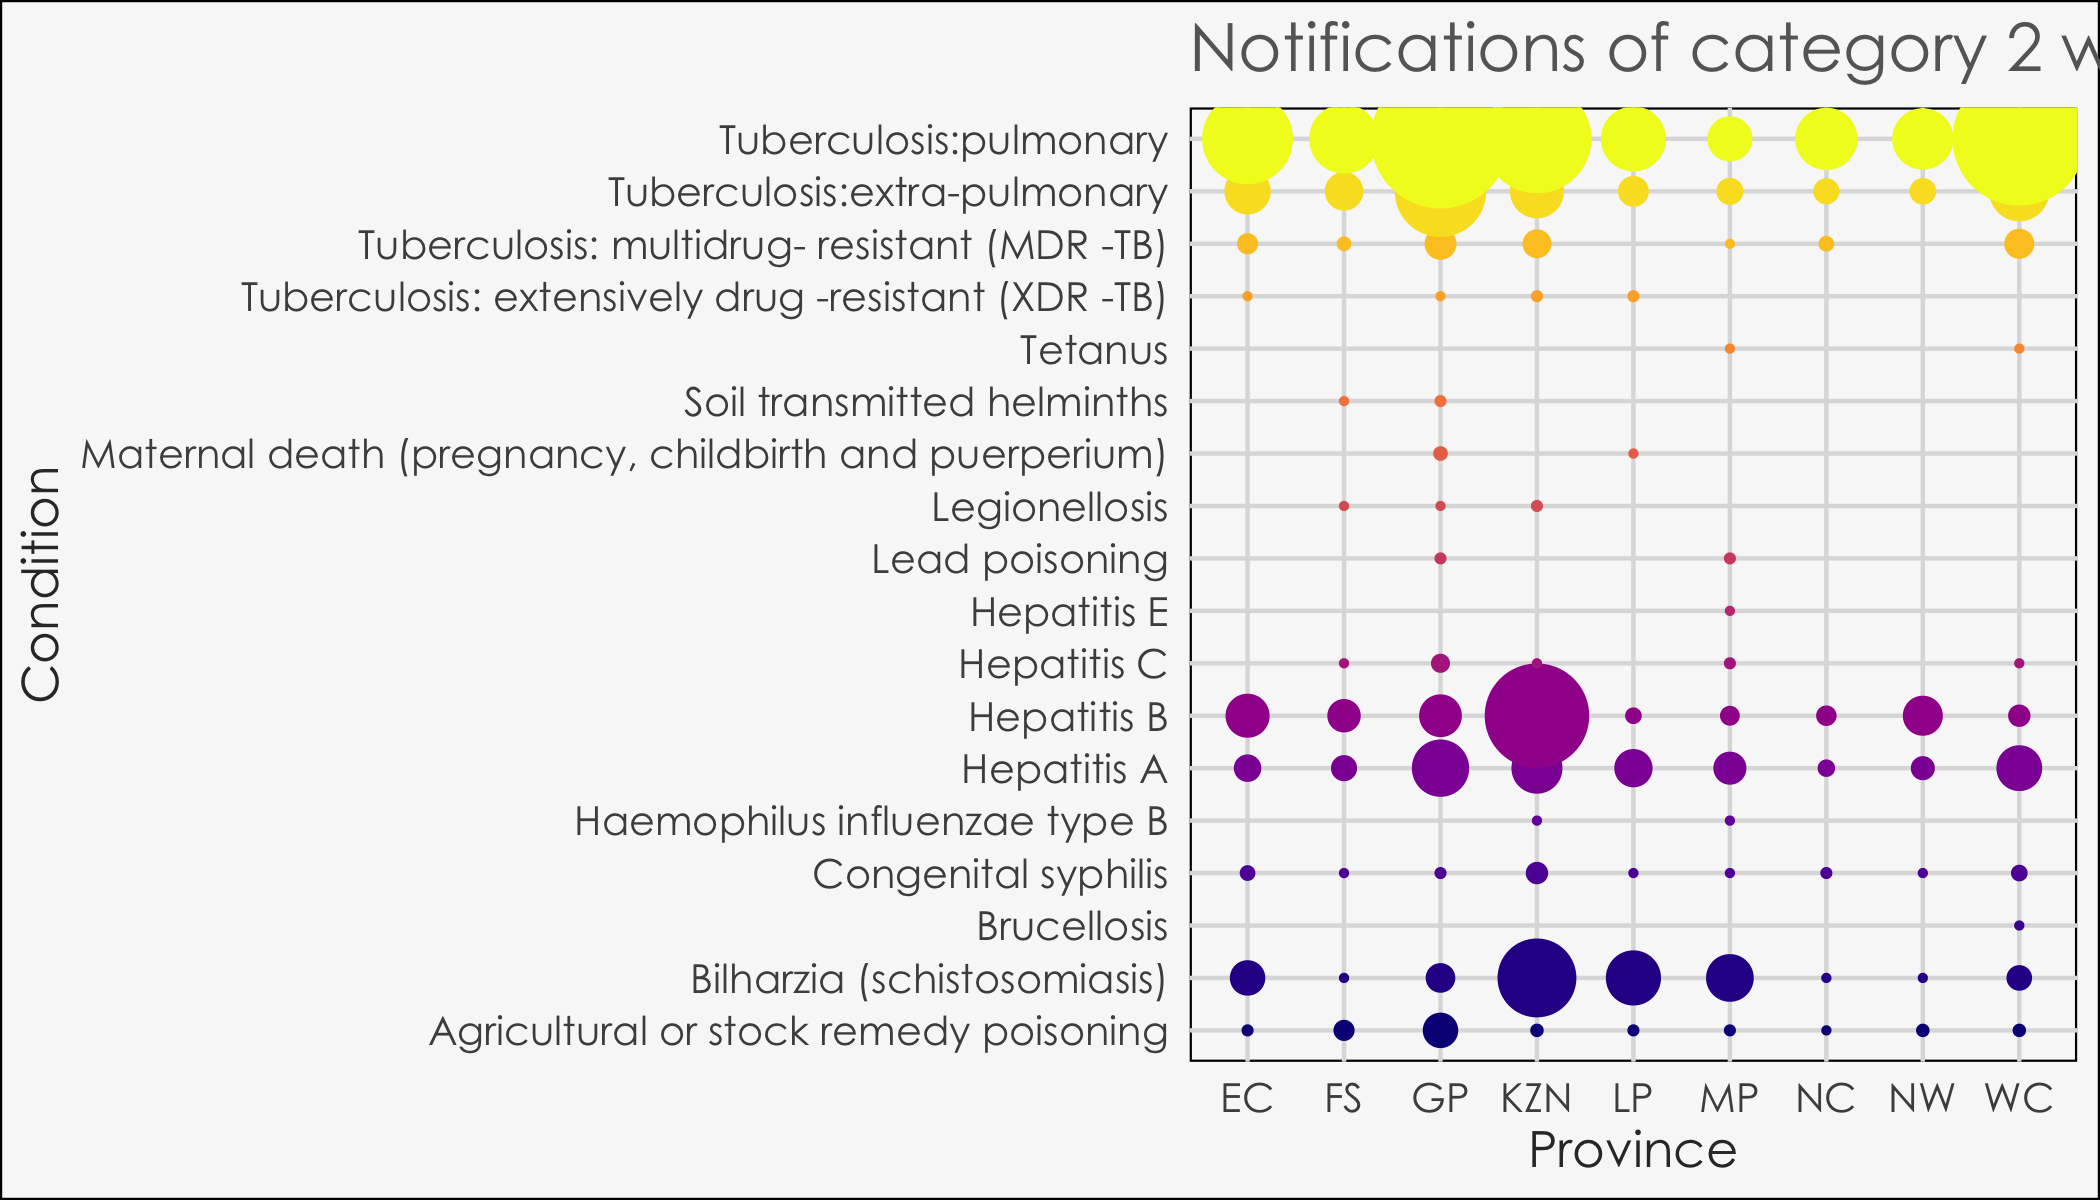 Notifications of category 2 w
Tuberculosis:pulmonary
Tuberculosis:extra-pulmonary
Tuberculosis: multidrug- resistant (MDR -TB)
Tuberculosis: extensively drug -resistant (XDR -TB)
Tetanus
Soil transmitted helminths
Maternal death (pregnancy, childbirth and puerperium)
Legionellosis
Lead poisoning
Hepatitis E
Hepatitis C
Hepatitis B
Hepatitis A
Haemophilus influenzae type B
Congenital syphilis
Brucellosis
Bilharzia (schistosomiasis)
Agricultural or stock remedy poisoning
Condition
EC FS GP KZN LP MP NC NW WC
Province